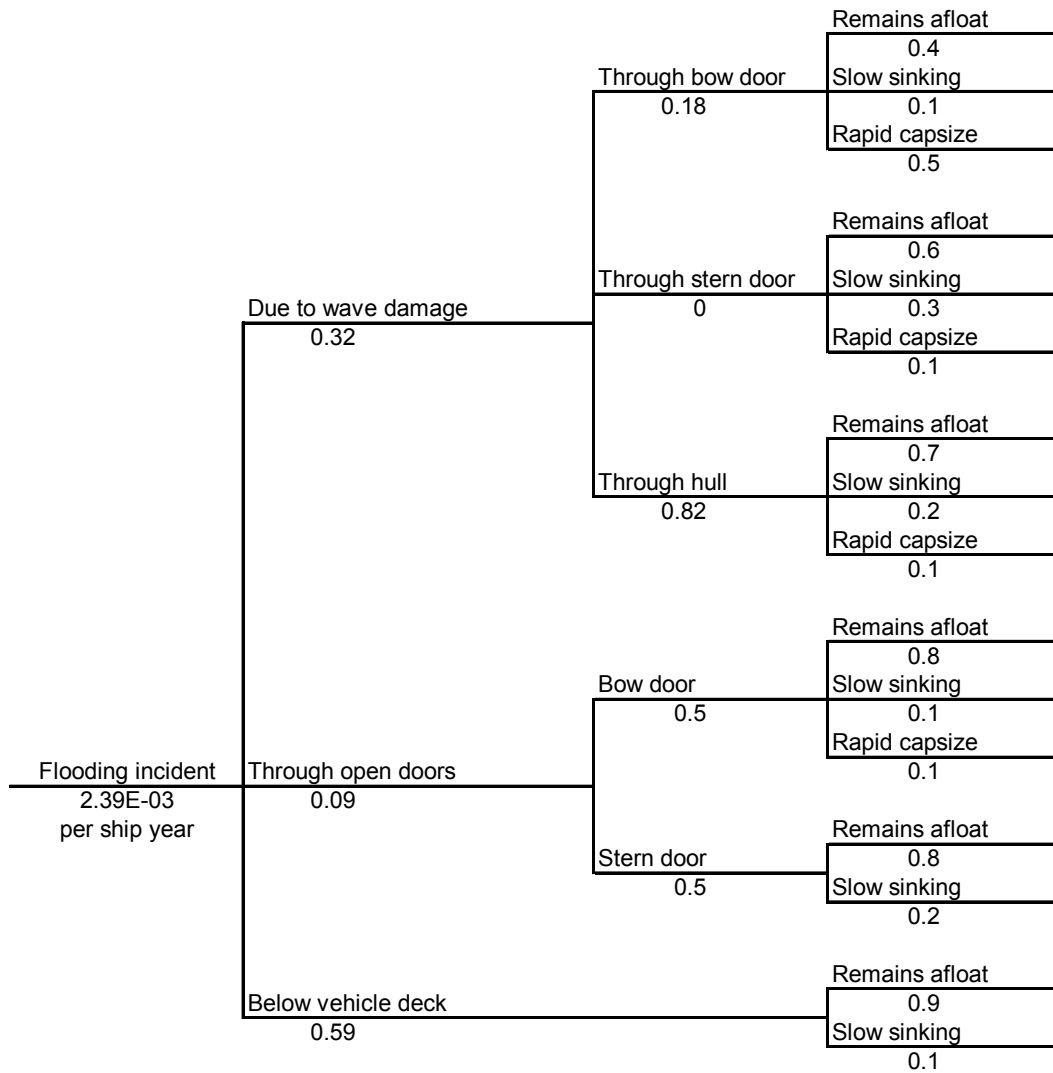 Remains afloat
0.4
Through bow door
Slow sinking
0.18
0.1
Rapid capsize
0.5
Remains afloat
0.6
Through stern door
Slow sinking
0
0.3
Due to wave damage
0.32
Rapid capsize
0.1
Remains afloat
0.7
Through hull
Slow sinking
0.82
0.2
Rapid capsize
0.1
Remains afloat
0.8
Bow door
Slow sinking
0.5
0.1
Rapid capsize
0.1
Flooding incident
Through open doors
2.39E-03
0.09
per ship year
Remains afloat
0.8
Stern door
Slow sinking
0.5
0.2
Remains afloat
0.9
Below vehicle deck
Slow sinking
0.59
0.1